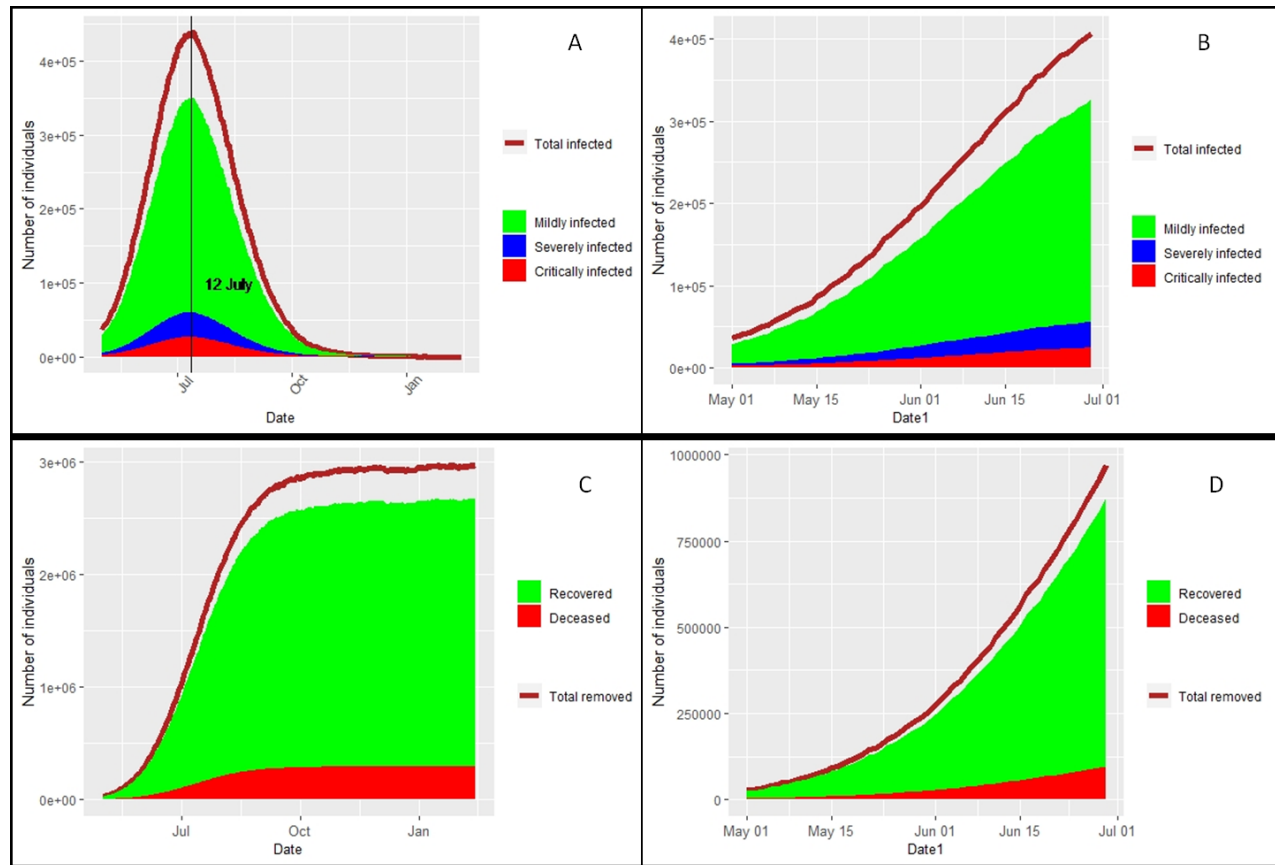 A
Number of individuals
4e+05
3e+05
2e+05
1e+05
0e+00
12 July
Jul
Oct
Jan
Date
Total infected
Mildly infected
Severely infected
Critically infected
B
Number of individuals
4e+05
3e+05
2e+05
1e+05
0e+00
May 01
May 15
Jun 01
Jun 15
Jul 01
Date1
Total infected
Mildly infected
Severely infected
Critically infected
C
Number of individuals
3e+06
2e+06
1e+06
0e+00
Jul
Oct
Jan
Date
Recovered
Deceased
Total removed
D
Number of individuals
1000000
750000
500000
250000
0
May 01
May 15
Jun 01
Jun 15
Jul 01
Date1
Recovered
Deceased
Total removed